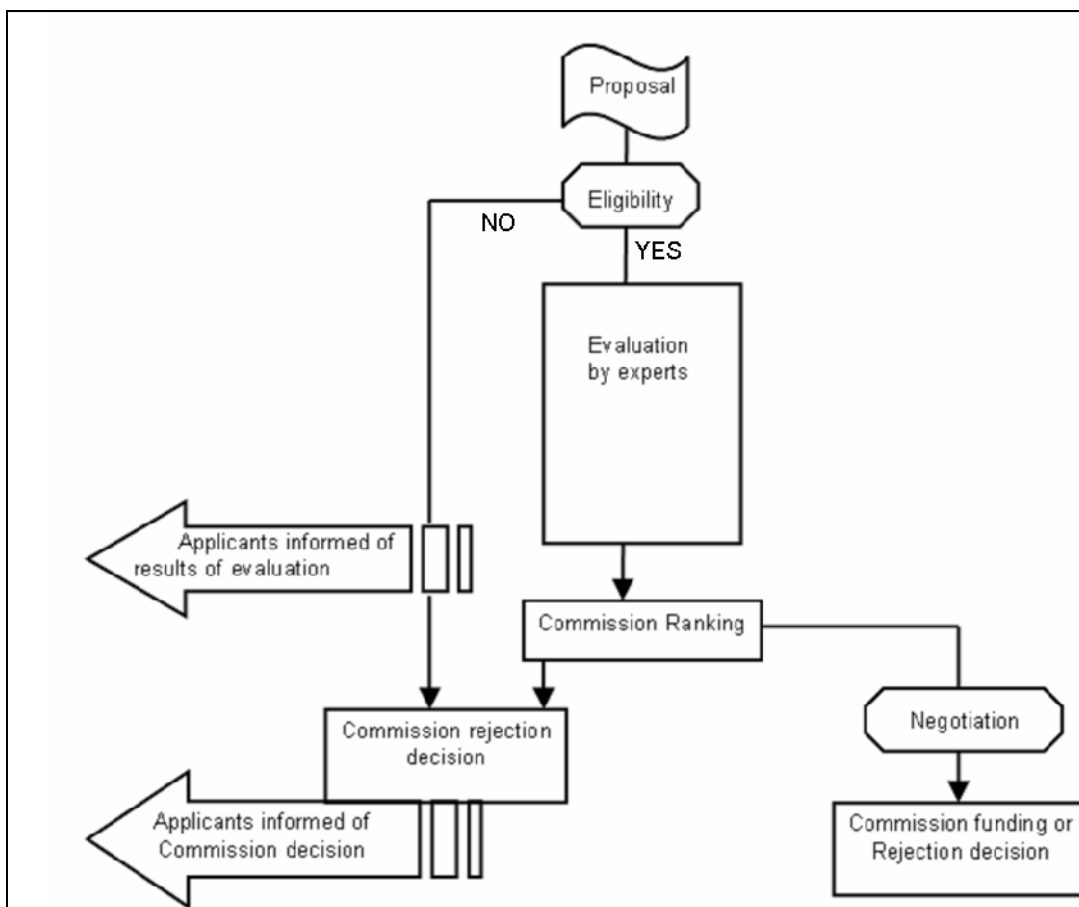 Proposal
Eligibility
NO
YES
Evaluation
by experts
Applicants informed of
results of evaluation
Commission Ranking
Commission rejection
decision
Negotiation
Applicants informed of
Commission decision
Commission funding or
Rejection decision